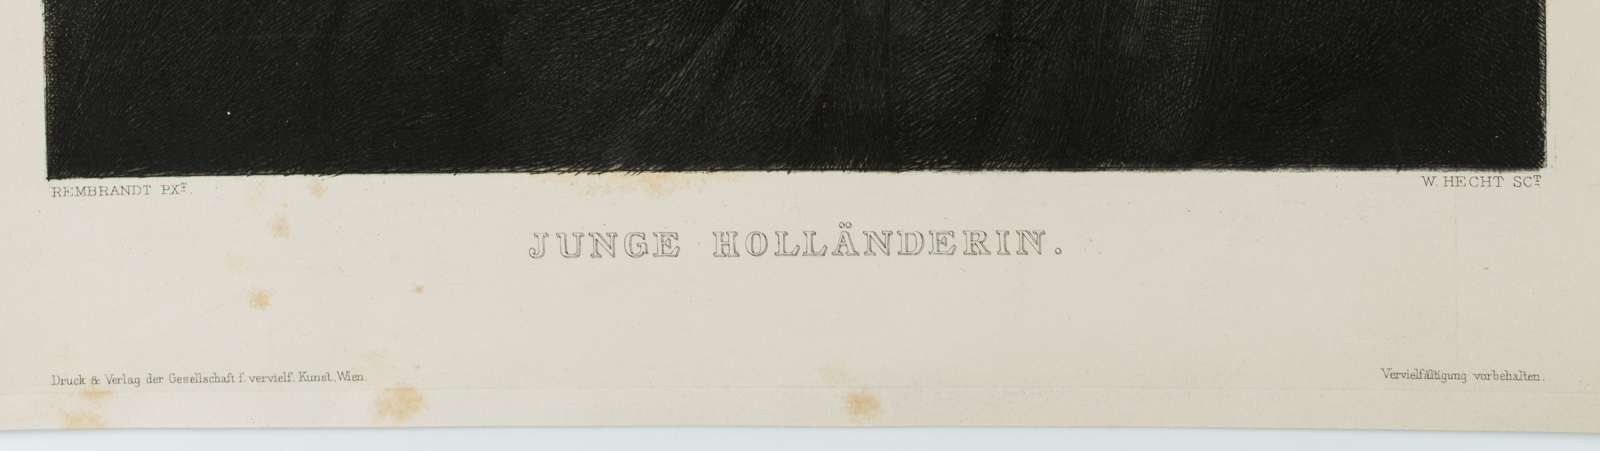 REMBRANDT PXT.
W. HECHT SCT
JUNGE HOLLÄNDERIN.
Druck & Verlag der Gesellschaft f. vervielf. Kunst, Wien.
Vervielfältigung vorbehalten.